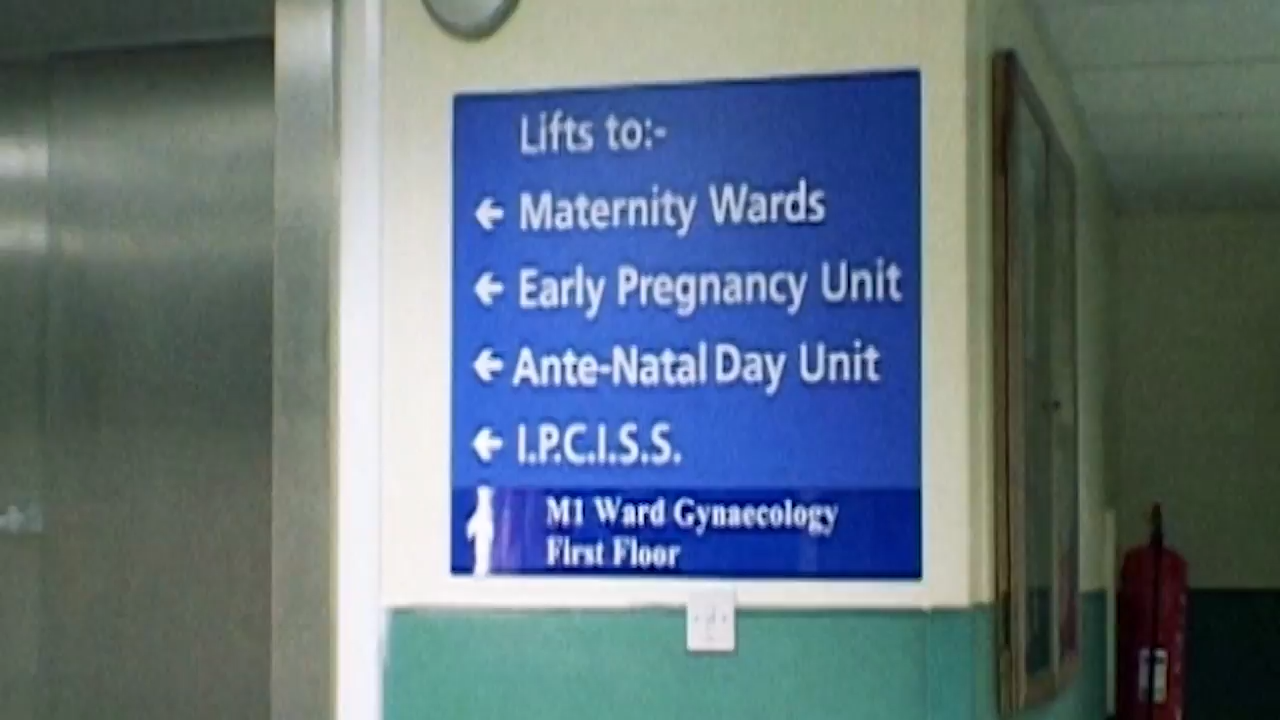 Lifts to:-
Maternity Wards
Early Pregnancy Unit
Ante-Natal Day Unit
I.P.C.I.S.S.
M1 Ward Gynaecology
First Floor